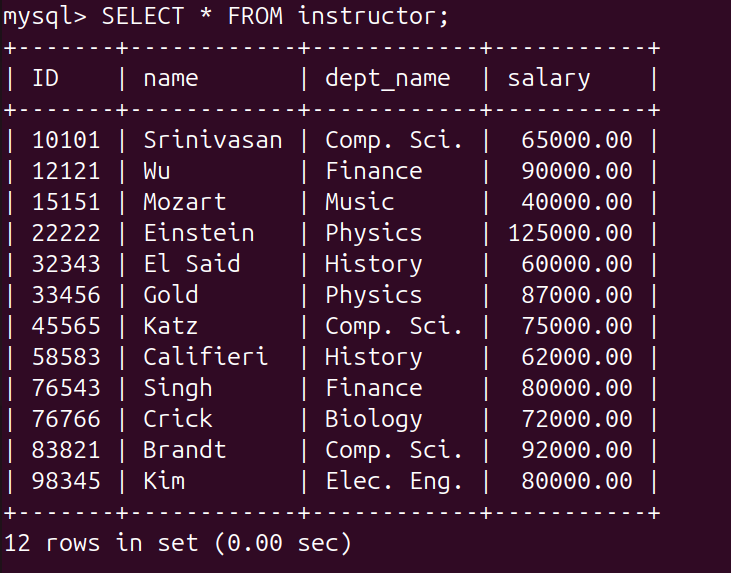 mysql> SELECT * FROM instructor;
+-------+------------+------------+-----------+
| ID    | name       | dept_name  | salary    |
+-------+------------+------------+-----------+
| 10101 | Srinivasan | Comp. Sci. |  65000.00 |
| 12121 | Wu         | Finance    |  90000.00 |
| 15151 | Mozart     | Music      |  40000.00 |
| 22222 | Einstein   | Physics    | 125000.00 |
| 32343 | El Said    | History    |  60000.00 |
| 33456 | Gold       | Physics    |  87000.00 |
| 45565 | Katz       | Comp. Sci. |  75000.00 |
| 58583 | Califieri  | History    |  62000.00 |
| 76543 | Singh      | Finance    |  80000.00 |
| 76766 | Crick      | Biology    |  72000.00 |
| 83821 | Brandt     | Comp. Sci. |  92000.00 |
| 98345 | Kim        | Elec. Eng. |  80000.00 |
+-------+------------+------------+-----------+
12 rows in set (0.00 sec)